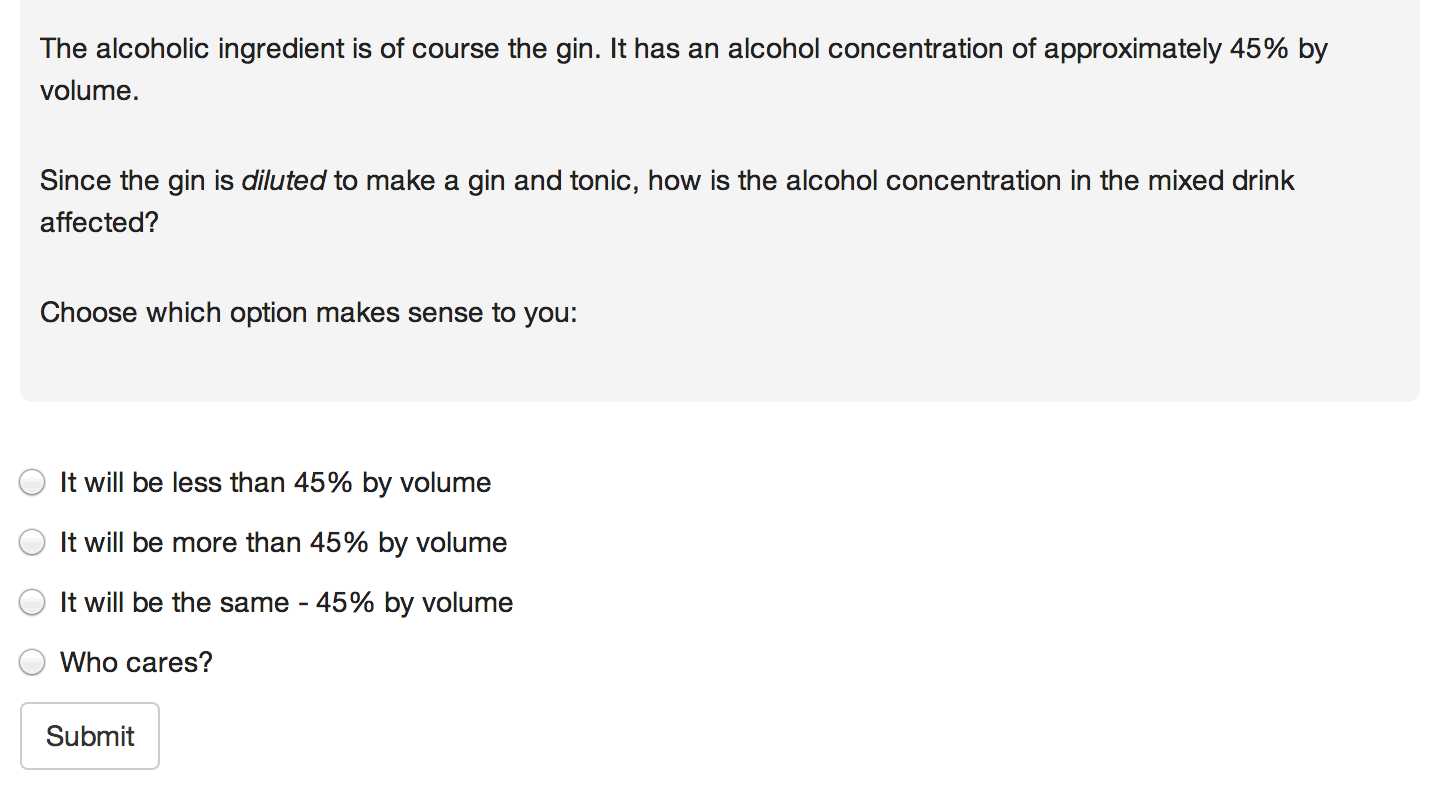 The alcoholic ingredient is of course the gin. It has an alcohol concentration of approximately 45% by
volume.
Since the gin is diluted to make a gin and tonic, how is the alcohol concentration in the mixed drink
affected?
Choose which option makes sense to you:
It will be less than 45% by volume
It will be more than 45% by volume
It will be the same - 45% by volume
Who cares?
Submit